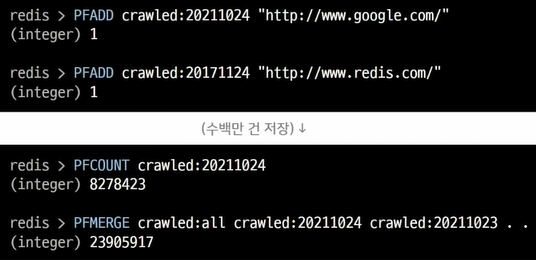 redis > PFADD crawled:20211024 "http://www.google.com/"
(integer) 1
redis > PFADD crawled:20171124 "http://www.redis.com/"
(integer) 1
(수백만 건 저장) ↓
redis > PFCOUNT crawled:20211024
(integer) 8278423
redis > PFMERGE crawled:all crawled:20211024 crawled:20211023 . .
(integer) 23905917